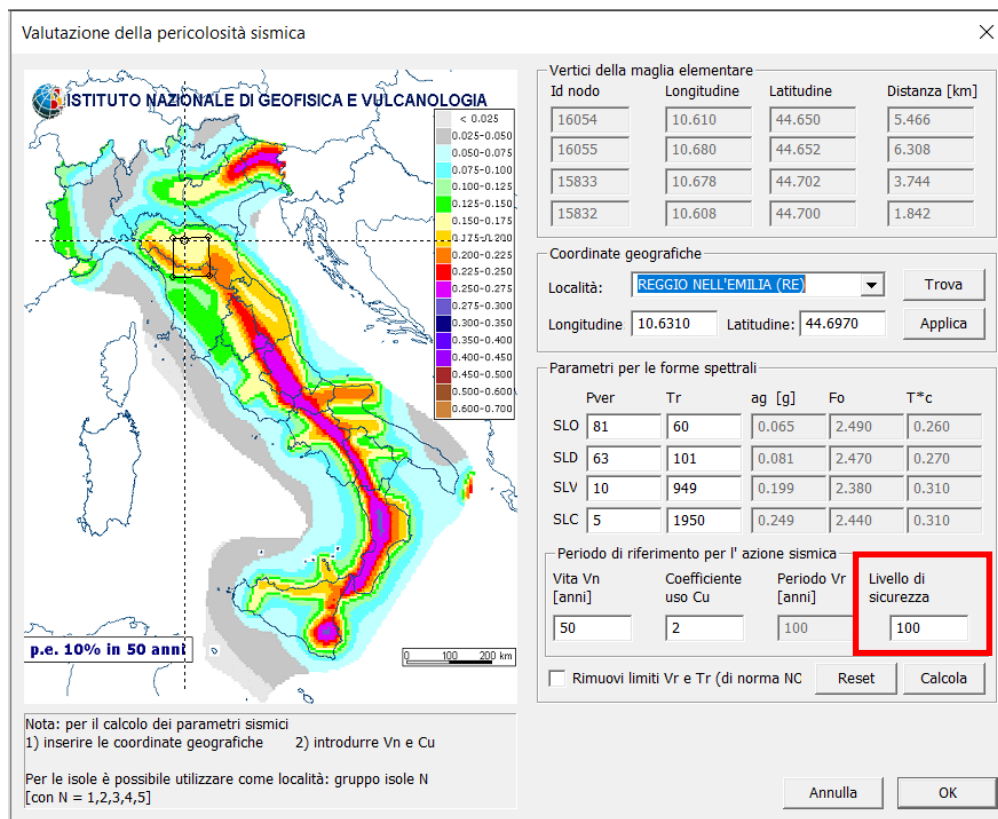 Valutazione della pericolosità sismica
ISTITUTO NAZIONALE DI GEOFISICA E VULCANOLOGIA
< 0.025
0.025-0.050
0.050-0.075
0.075-0.100
0.100-0.125
0.125-0.150
0.150-0.175
0.175-0.200
0.200-0.225
0.225-0.250
0.250-0.275
0.275-0.300
0.300-0.350
0.350-0.400
0.400-0.450
0.450-0.500
0.500-0.600
0.600-0.700
p.e. 10% in 50 anni
0 100 200 km
Nota: per il calcolo dei parametri sismici
1) inserire le coordinate geografiche 2) introdurre Vn e Cu
Per le isole è possibile utilizzare come località: gruppo isole N
[con N = 1,2,3,4,5]
Vertici della maglia elementare
Id nodo Longitudine Latitudine Distanza [km]
16054 10.610 44.650 5.466
16055 10.680 44.652 6.308
15833 10.678 44.702 3.744
15832 10.608 44.700 1.842
Coordinate geografiche
Località: REGGIO NELL'EMILIA (RE) Trova
Longitudine 10.6310 Latitudine: 44.6970 Applica
Parametri per le forme spettrali
Pver Tr ag [g] Fo T*c
SLO 81 60 0.065 2.490 0.260
SLD 63 101 0.081 2.470 0.270
SLV 10 949 0.199 2.380 0.310
SLC 5 1950 0.249 2.440 0.310
Periodo di riferimento per l' azione sismica
Vita Vn [anni] Coefficiente uso Cu Periodo Vr [anni] Livello di sicurezza
50 2 100 100
Rimuovi limiti Vr e Tr (di norma NO Reset Calcola
Annulla OK